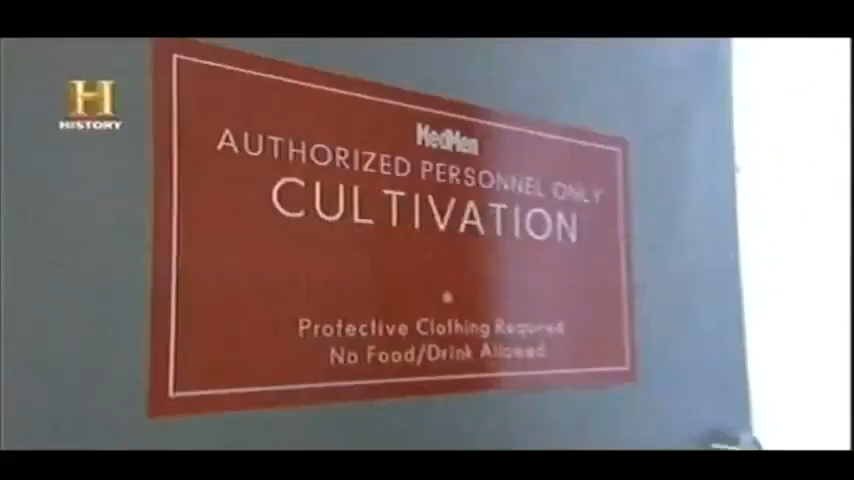 H
HISTORY
MedMen
AUTHORIZED PERSONNEL ONLY
CULTIVATION
Protective Clothing Required
No Food/Drink Allowed